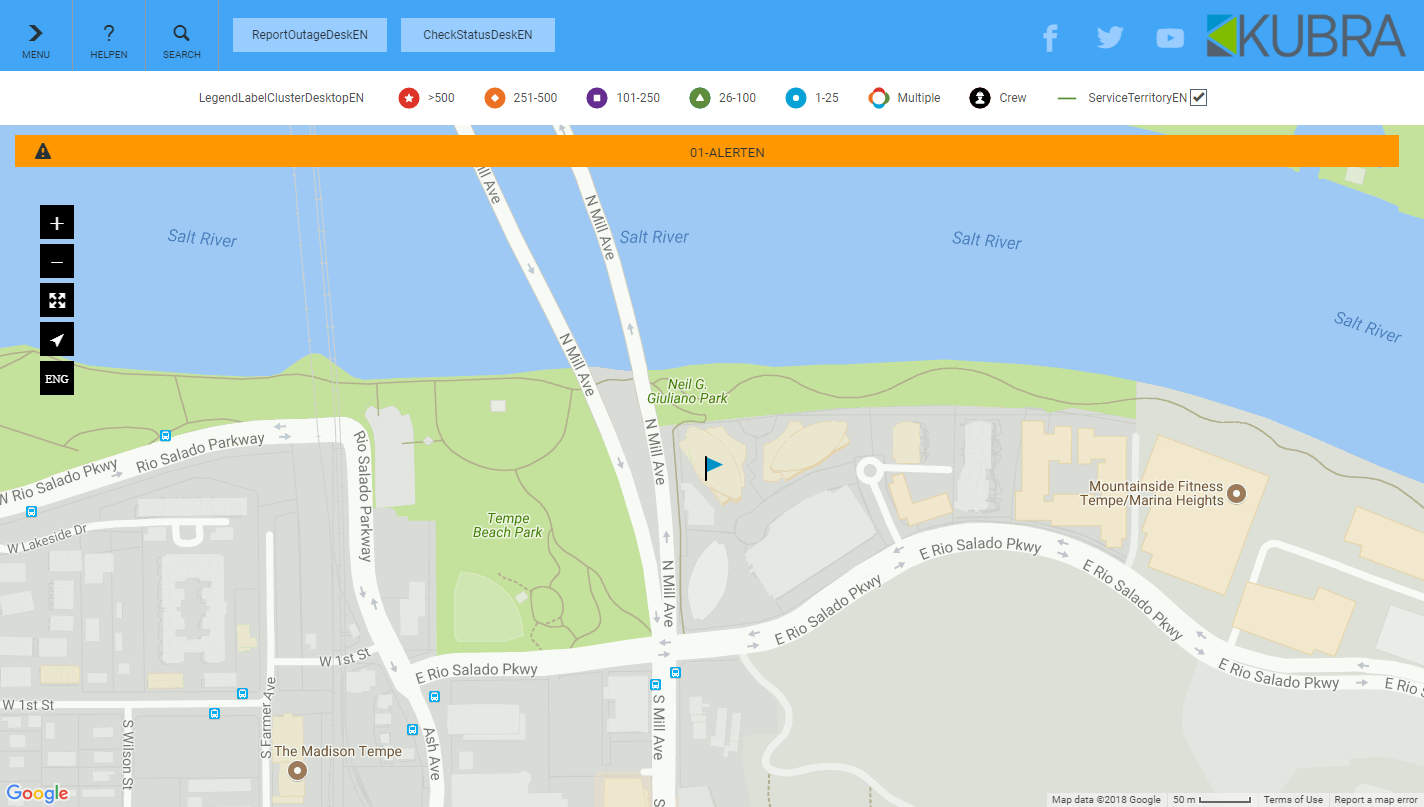 MENU
HELPEN
SEARCH
ReportOutageDeskEN
CheckStatusDeskEN
KUBRA
LegendLabelClusterDesktopEN
>500
251-500
101-250
26-100
1-25
Multiple
Crew
ServiceTerritoryEN
01-ALERTEN
ill Ave
N Mill Ave
Salt River
Salt River
Salt River
Salt River
ENG
N Mill Ave
Neil G.
Giuliano Park
N Mill Ave
Rio Salado Parkway
W Rio Salado Pkwy
Rio Salado Parkway
Mountainside Fitness
Tempe/Marina Heights
Tempe
Beach Park
W Lakeside Dr
E Rio Salado Pkwy
N Mill Ave
E Rio Salado Pkwy
E Rio Salado Pkwy
W 1st St
E Rio Salado Pkwy
E Rio Salado Pkwy
E Rio S
W 1st St
S Farmer Ave
S Wilson St
S Mill Ave
Ash Ave
The Madison Tempe
S
Google
Map data ©2018 Google
50 m
Terms of Use
Report a map error